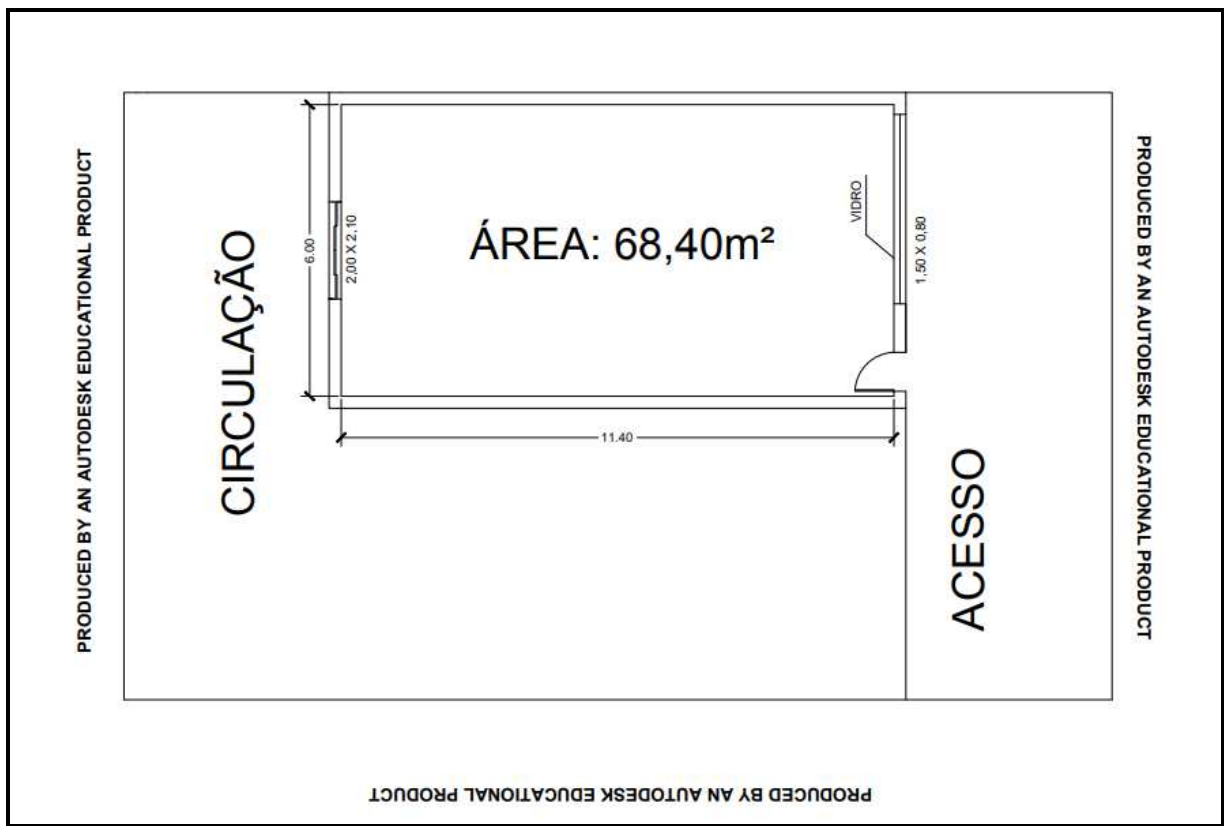 PRODUCED BY AN AUTODESK EDUCATIONAL PRODUCT
CIRCULAÇÃO
6.00
2,00 X 2,10
ÁREA: 68,40m²
VIDRO
1,50 X 0,80
11.40
ACESSO
PRODUCED BY AN AUTODESK EDUCATIONAL PRODUCT
PRODUCED BY AN AUTODESK EDUCATIONAL PRODUCT